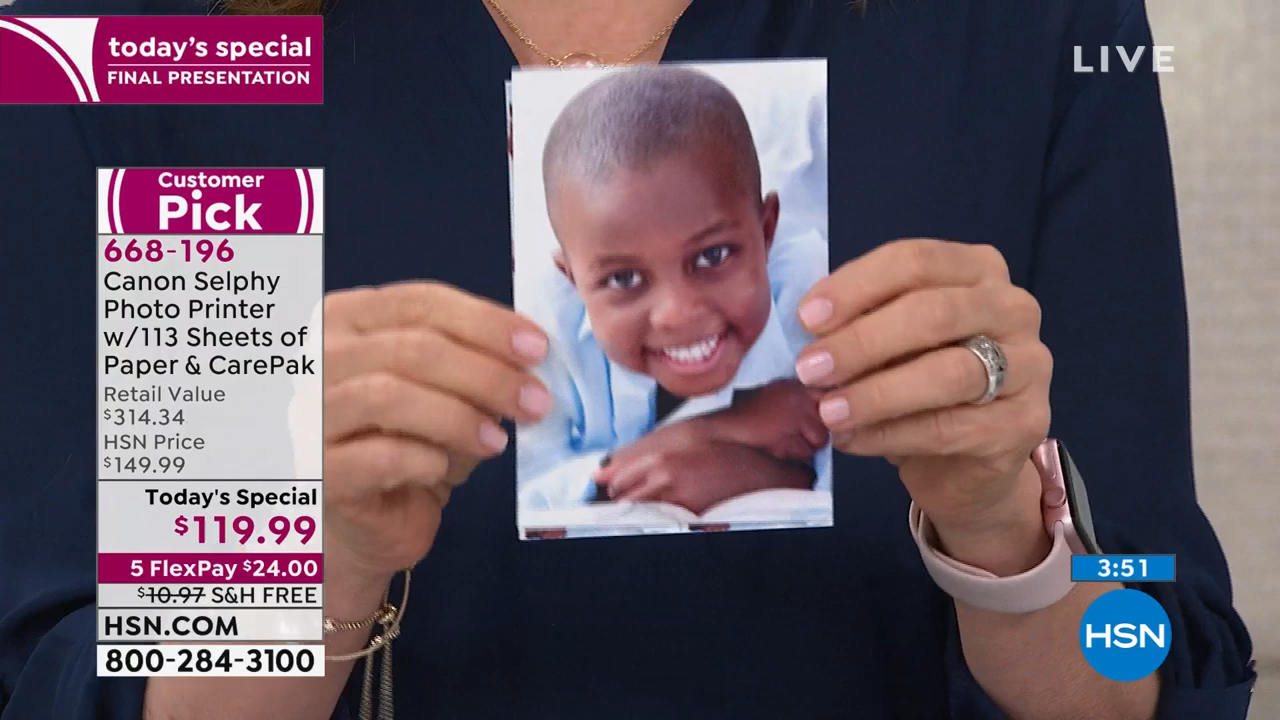 today's special
FINAL PRESENTATION
LIVE
Customer
Pick
668-196
Canon Selphy
Photo Printer
w/113 Sheets of
Paper & CarePak
Retail Value
$314.34
HSN Price
$149.99
Today's Special
$119.99
5 FlexPay $24.00
$10.97 S&H FREE
HSN.COM
800-284-3100
3:51
HSN